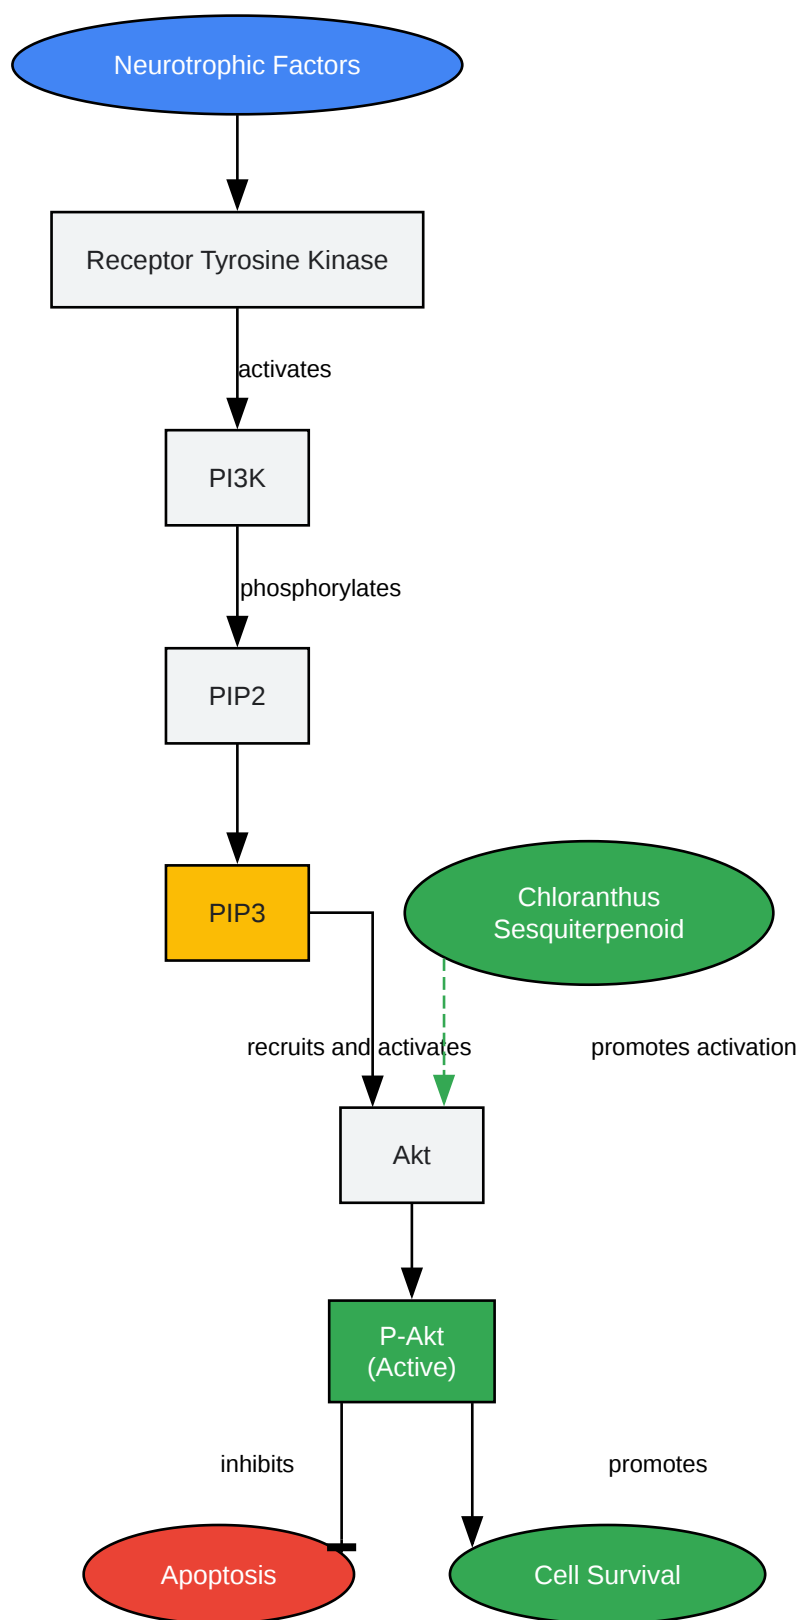 Neurotrophic Factors
Receptor Tyrosine Kinase
activates
PI3K
phosphorylates
PIP2
PIP3
Chloranthus
Sesquiterpenoid
recruits and activates
promotes activation
Akt
P-Akt
(Active)
inhibits
promotes
Apoptosis
Cell Survival